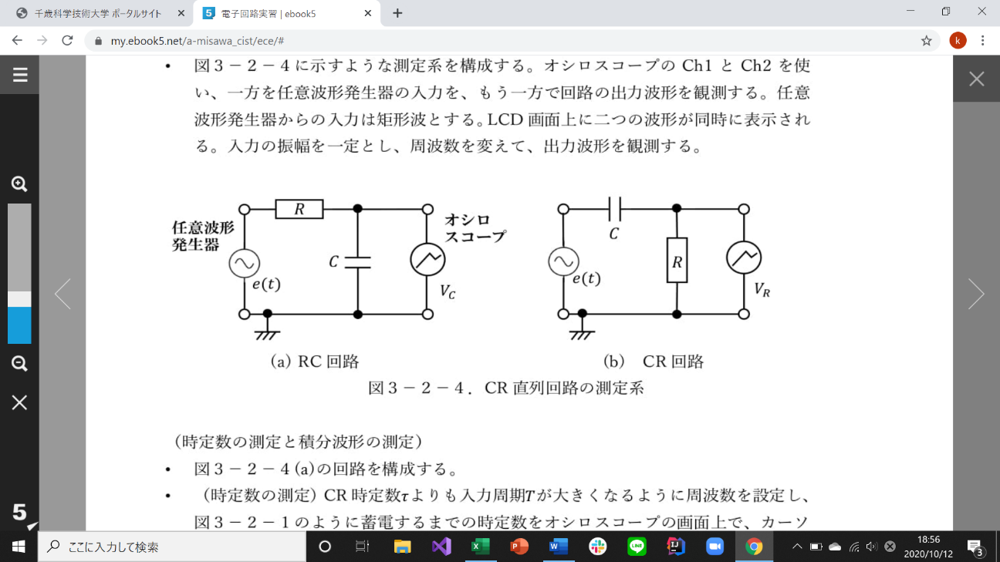 千歳科学技術大学 ポータルサイト
電子回路実習 | ebook5
my.ebook5.net/a-misawa_cist/ece/#
k
• 図3－2－4に示すような測定系を構成する。オシロスコープの Ch1 と Ch2 を使
い、一方を任意波形発生器の入力を、もう一方で回路の出力波形を観測する。任意
波形発生器からの入力は矩形波とする。LCD 画面上に二つの波形が同時に表示され
る。入力の振幅を一定とし、周波数を変えて、出力波形を観測する。
任意波形
発生器
R
C
e(t)
オシロ
スコープ
VC
C
R
e(t)
VR
(a) RC 回路
(b) CR 回路
図3－2－4． CR 直列回路の測定系
（時定数の測定と積分波形の測定）
• 図3－2－4(a)の回路を構成する。
• （時定数の測定）CR 時定数τよりも入力周期Tが大きくなるように周波数を設定し、
図3－2－1のように蓄電するまでの時定数をオシロスコープの画面上で、カーソ
5
ここに入力して検索
18:56
2020/10/12
3